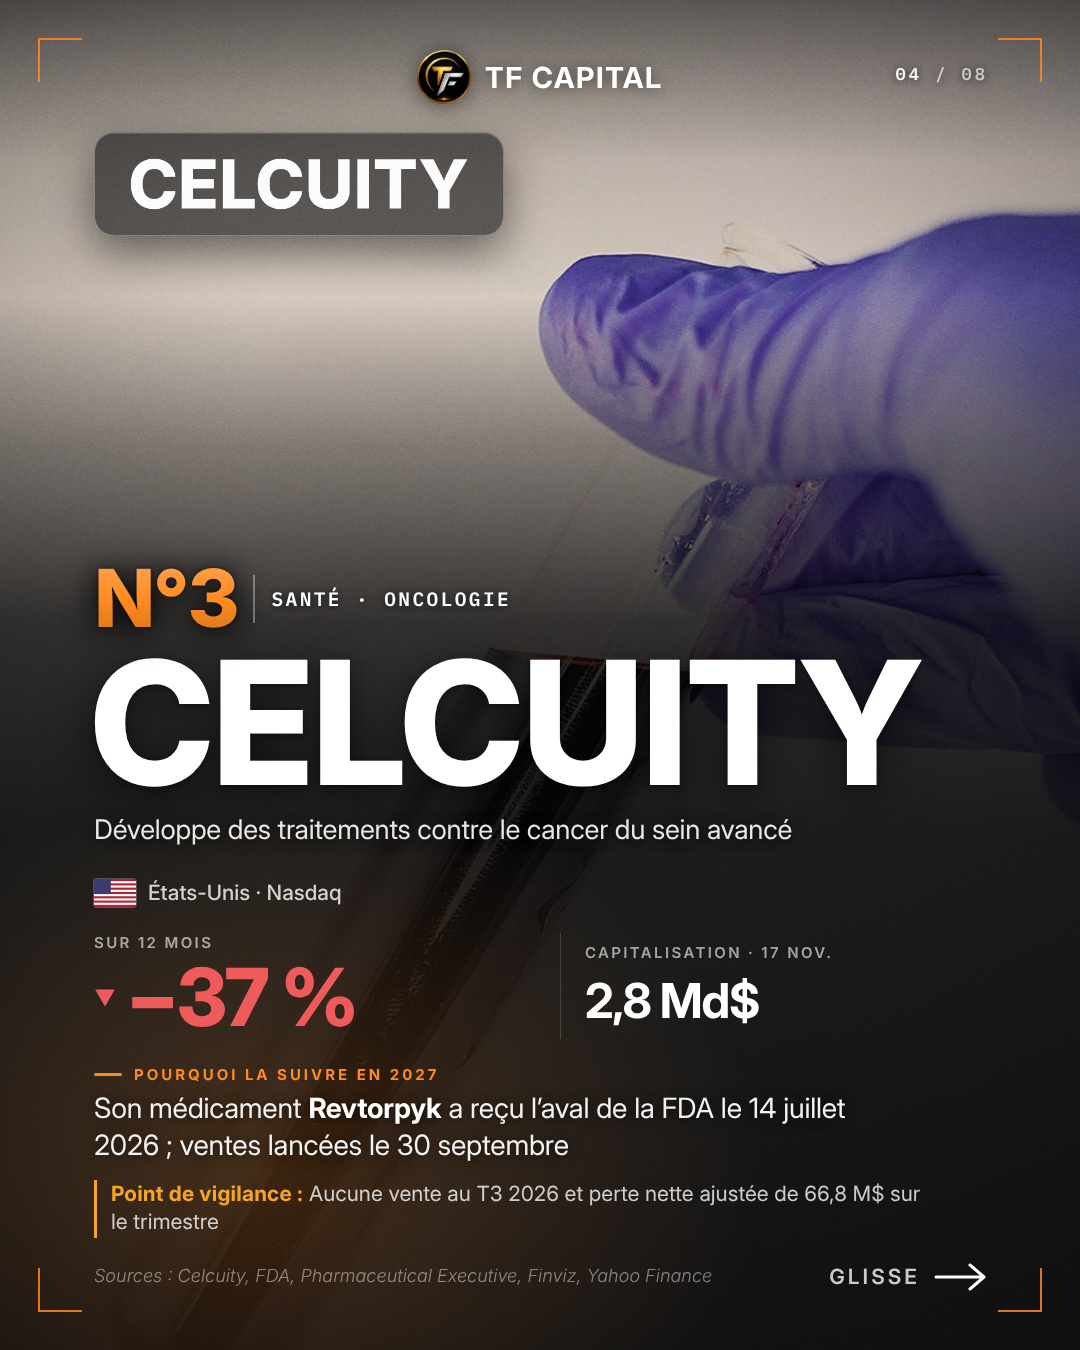 TF CAPITAL
04 / 08
CELCUITY
N°3
SANTÉ · ONCOLOGIE
CELCUITY
Développe des traitements contre le cancer du sein avancé
États-Unis · Nasdaq
SUR 12 MOIS
▼ –37 %
CAPITALISATION · 17 NOV.
2,8 Md$
POURQUOI LA SUIVRE EN 2027
Son médicament Revtorpyk a reçu l’aval de la FDA le 14 juillet
2026 ; ventes lancées le 30 septembre
Point de vigilance : Aucune vente au T3 2026 et perte nette ajustée de 66,8 M$ sur
le trimestre
Sources : Celcuity, FDA, Pharmaceutical Executive, Finviz, Yahoo Finance
GLISSE